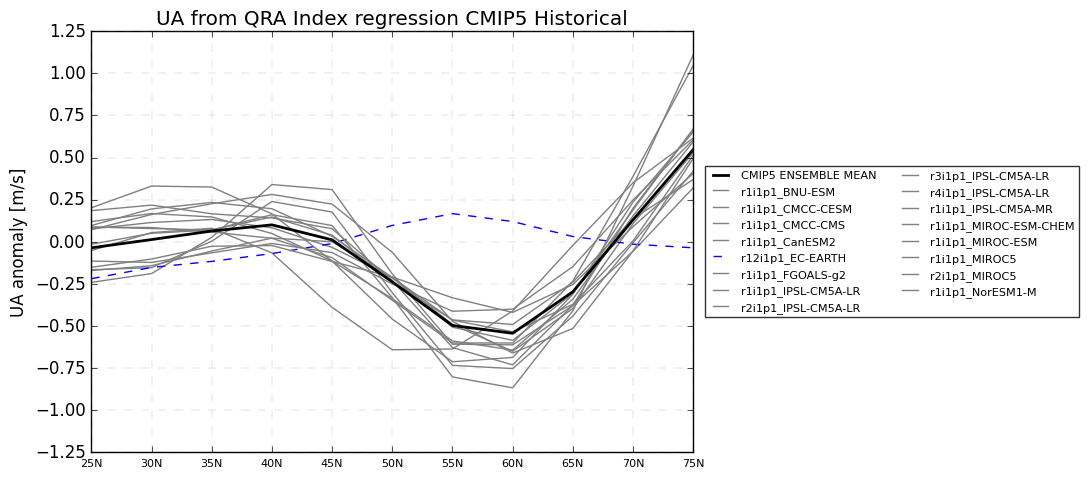 UA from QRA Index regression CMIP5 Historical
UA anomaly [m/s]
1.25
1.00
0.75
0.50
0.25
0.00
−0.25
−0.50
−0.75
−1.00
−1.25
25N 30N 35N 40N 45N 50N 55N 60N 65N 70N 75N
CMIP5 ENSEMBLE MEAN
r1i1p1_BNU-ESM
r1i1p1_CMCC-CESM
r1i1p1_CMCC-CMS
r1i1p1_CanESM2
r12i1p1_EC-EARTH
r1i1p1_FGOALS-g2
r1i1p1_IPSL-CM5A-LR
r2i1p1_IPSL-CM5A-LR
r3i1p1_IPSL-CM5A-LR
r4i1p1_IPSL-CM5A-LR
r1i1p1_IPSL-CM5A-MR
r1i1p1_MIROC-ESM-CHEM
r1i1p1_MIROC-ESM
r1i1p1_MIROC5
r2i1p1_MIROC5
r1i1p1_NorESM1-M